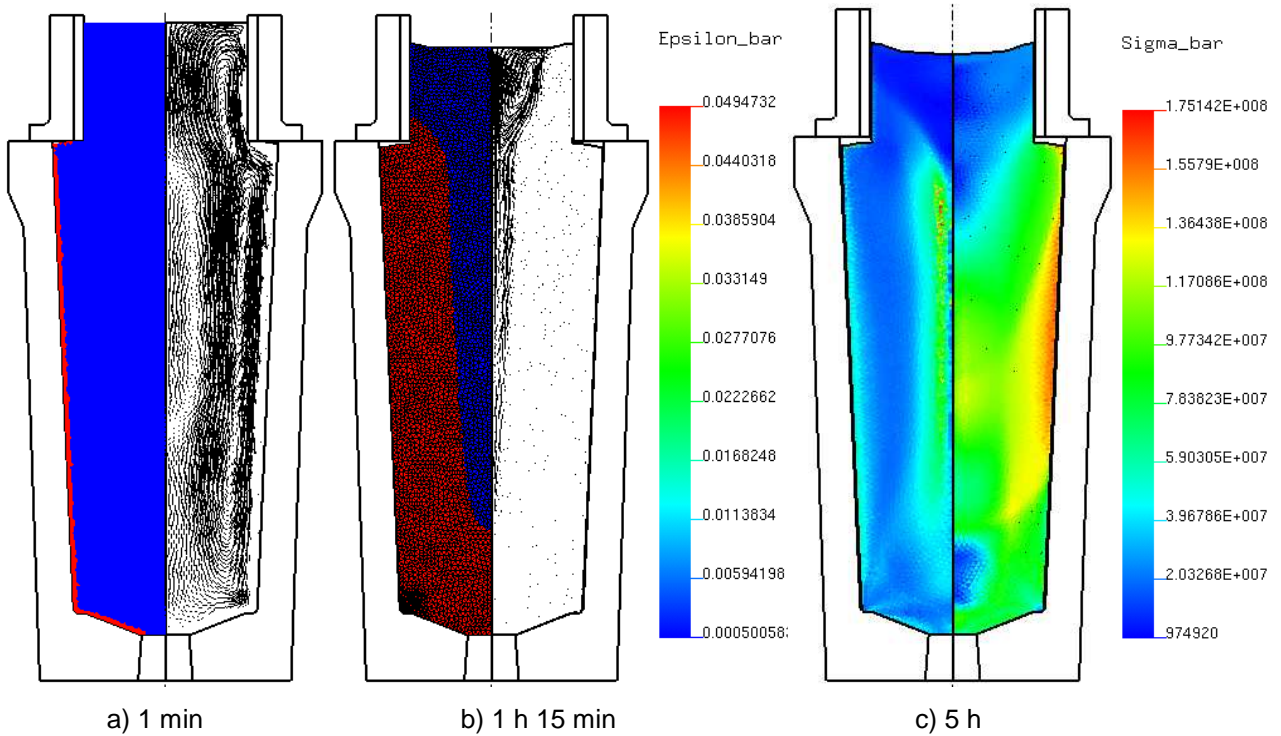 Epsilon_bar
0.0494732
0.0440318
0.0385904
0.033149
0.0277076
0.0222662
0.0168248
0.0113834
0.00594198
0.00050058
Sigma_bar
1.75142E+008
1.5579E+008
1.36438E+008
1.17086E+008
9.77342E+007
7.83823E+007
5.90305E+007
3.96786E+007
2.03268E+007
974920
a) 1 min
b) 1 h 15 min
c) 5 h